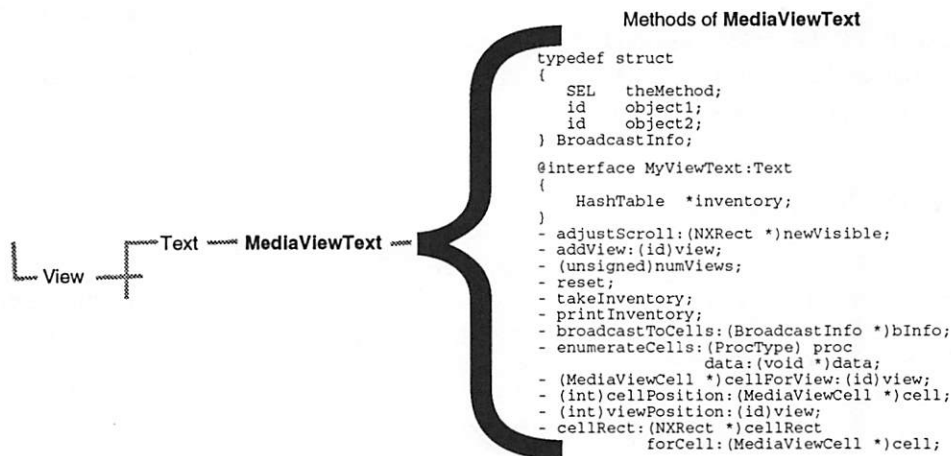 Methods of MediaViewText
typedef struct
{
SEL theMethod;
id object1;
id object2;
} BroadcastInfo;
@interface MyViewText:Text
{
HashTable *inventory;
}
- adjustScroll:(NXRect *)newVisible;
- addView:(id)view;
- (unsigned)numViews;
- reset;
- takeInventory;
- printInventory;
- broadcastToCells:(BroadcastInfo *)bInfo;
- enumerateCells:(ProcType) proc
data:(void *)data;
- (MediaViewCell *)cellForView:(id)view;
- (int)cellPosition:(MediaViewCell *)cell;
- (int)viewPosition:(id)view;
- cellRect:(NXRect *)cellRect
forCell:(MediaViewCell *)cell;
View
Text
MediaViewText